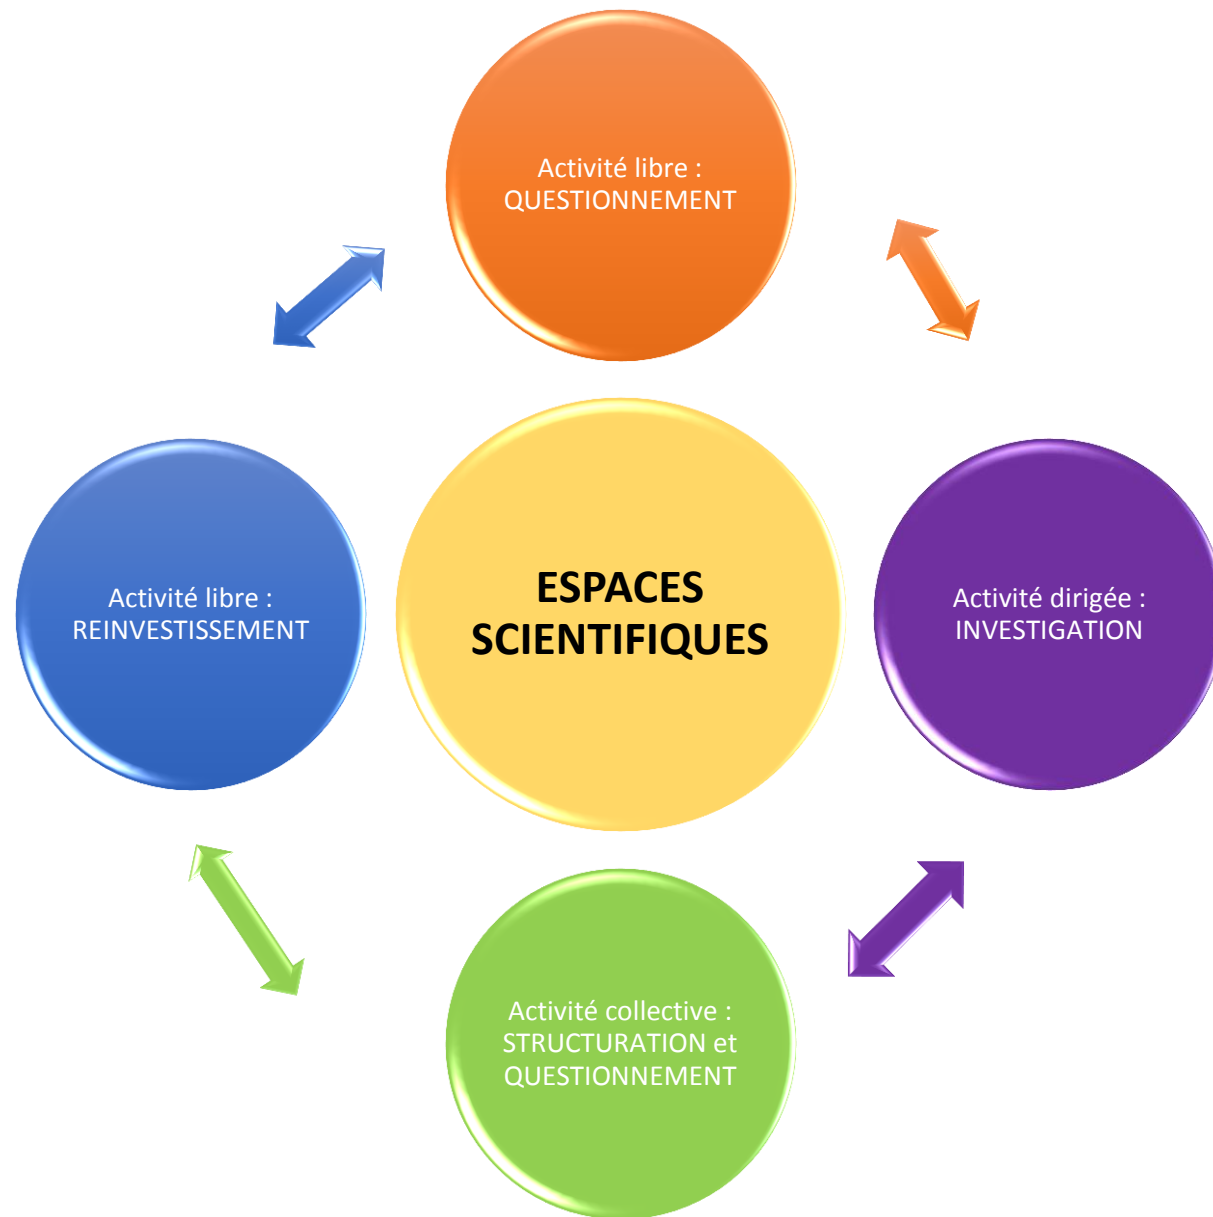 Activité libre :
QUESTIONNEMENT
Activité libre :
REINVESTISSEMENT
ESPACES
SCIENTIFIQUES
Activité dirigée :
INVESTIGATION
Activité collective :
STRUCTURATION et
QUESTIONNEMENT